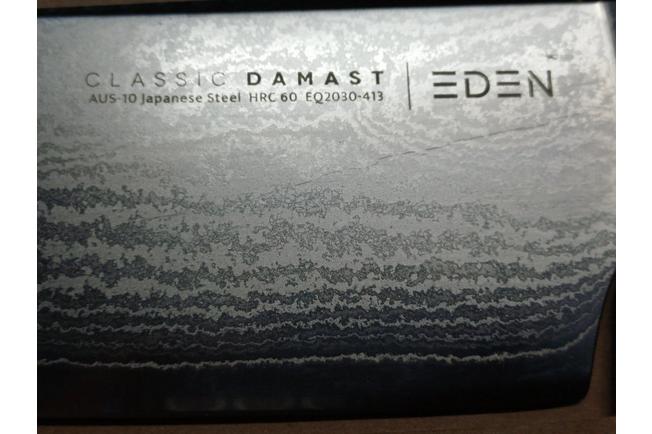 CLASSIC DAMAST | EDEN
AUS-10 Japanese Steel HRC 60 EQ2030-413